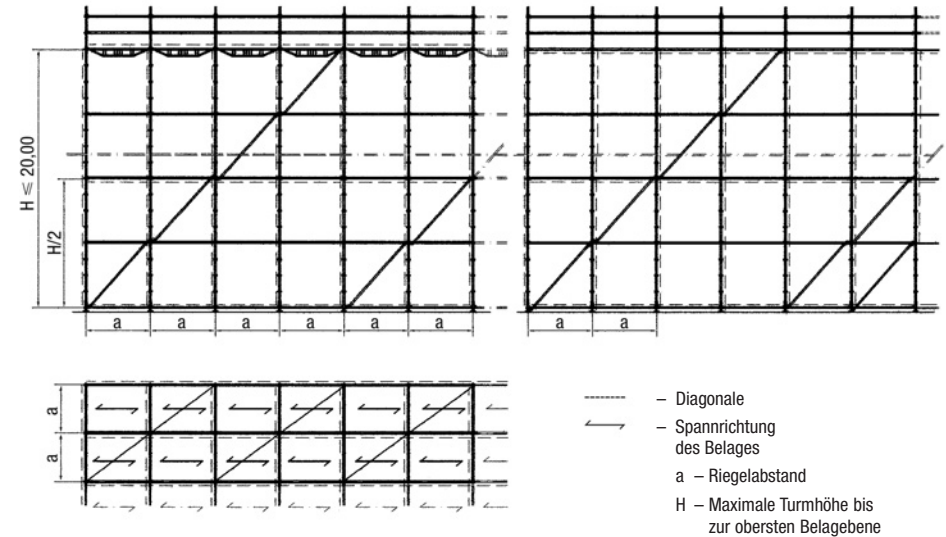 H ≤ 20,00
H/2
a a a a a a
a a
a
a
– Diagonale
– Spannrichtung
des Belages
a – Riegelabstand
H – Maximale Turmhöhe bis
zur obersten Belagebene